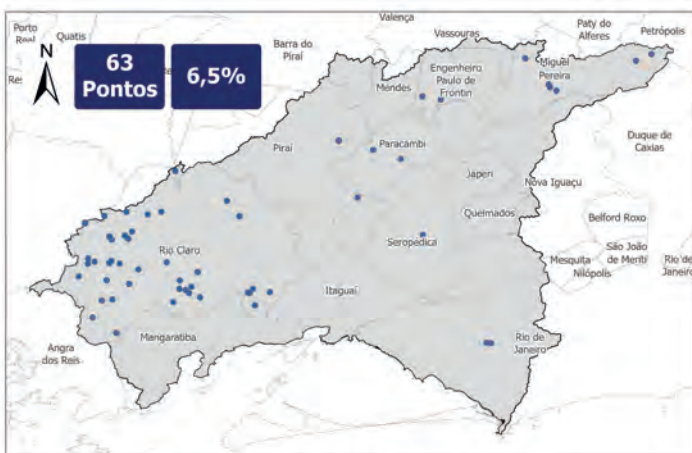 Porto
Real
Quatis
Valença
Vassouras
Paty do
Alferes
Petrópolis
Barra do
Piraí
N
63
Pontos
6,5%
Mendes
Engenheiro
Paulo de
Frontin
Miguel
Pereira
Piraí
Paracambi
Duque de
Caxias
Japeri
Nova Iguaçu
Queimados
Belford Roxo
Rio Claro
Seropédica
São João
de Meriti
Mesquita
Nilópolis
Rio de
Janeiro
Itaguaí
Mangaratiba
Angra
dos Reis
Rio de
Janeiro